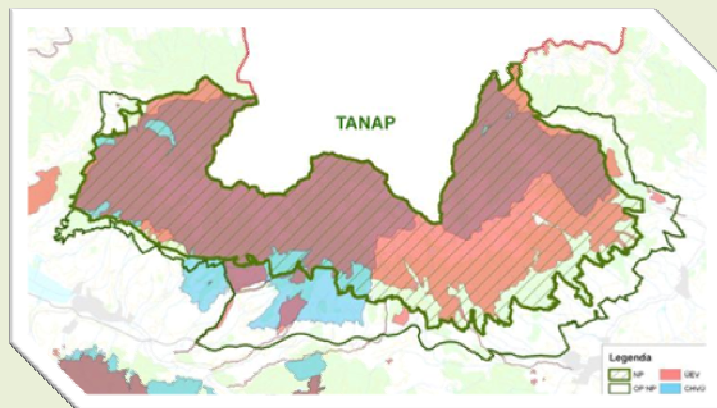 TANAP
Legenda
NP
ÚEV
OP NP
CHVÚ